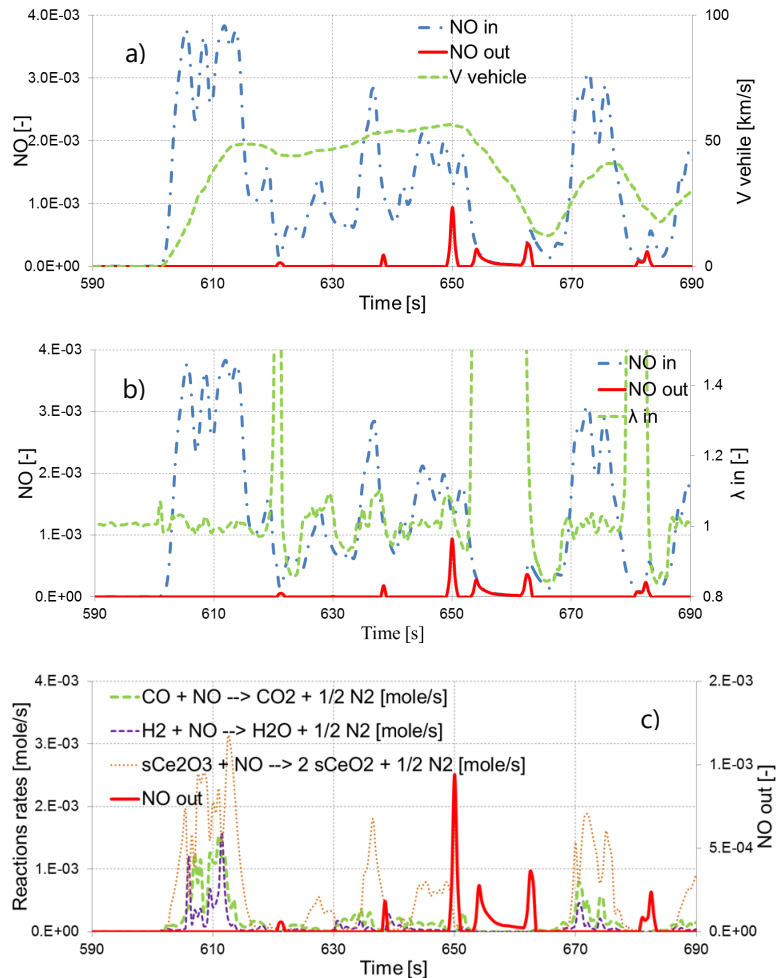 a)
NO in
NO out
V vehicle
4.0E-03
3.0E-03
2.0E-03
1.0E-03
0.0E+00
NO [-]
100
50
0
V vehile [km/s]
590 610 630 650 670 690
Time [s]
b)
NO in
NO out
λ in
4.E-03
3.E-03
2.E-03
1.E-03
0.E+00
NO [-]
1.4
1.2
1
0.8
λ in [-]
590 610 630 650 670 690
Time [s]
c)
CO + NO --> CO2 + 1/2 N2 [mole/s]
H2 + NO --> H2O + 1/2 N2 [mole/s]
sCe2O3 + NO --> 2 sCeO2 + 1/2 N2 [mole/s]
NO out
4.E-03
3.E-03
2.E-03
1.E-03
0.E+00
Reactions rates [mole/s]
2.E-03
1.E-03
5.E-04
0.E+00
NO out [-]
590 610 630 650 670 690
Time [s]